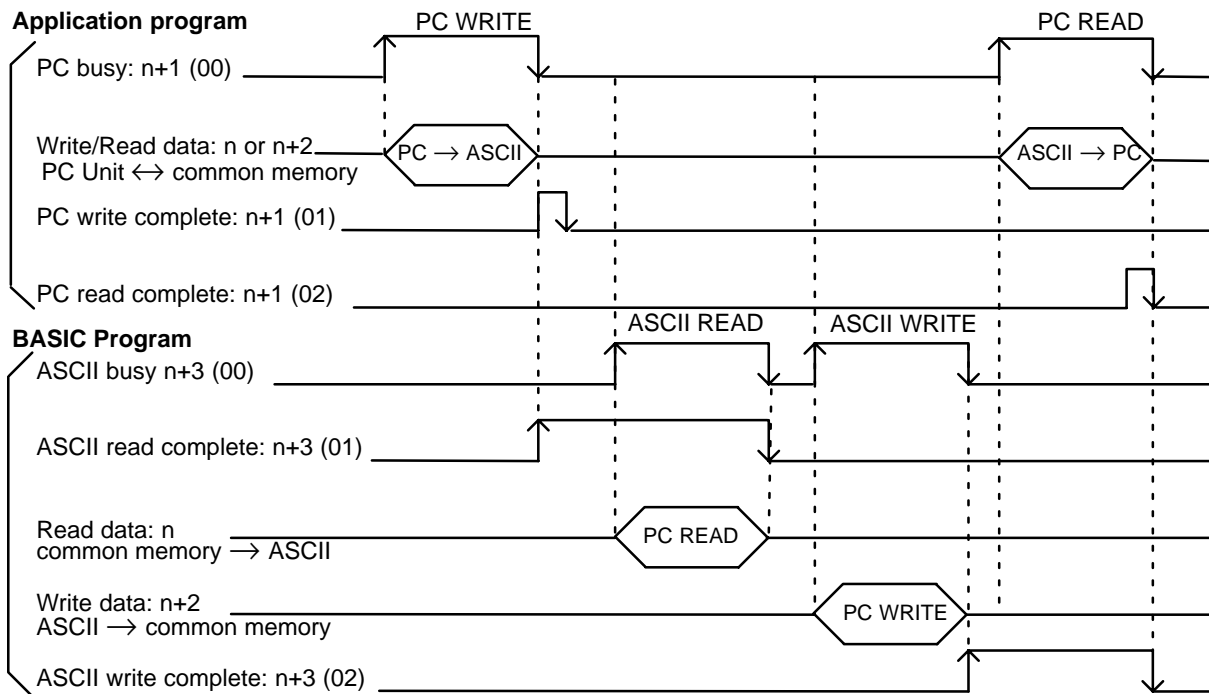 Application program
PC WRITE
PC READ
PC busy: n+1 (00)
Write/Read data: n or n+2
PC Unit ↔ common memory
PC → ASCII
ASCII → PC
PC write complete: n+1 (01)
PC read complete: n+1 (02)
BASIC Program
ASCII READ
ASCII WRITE
ASCII busy n+3 (00)
ASCII read complete: n+3 (01)
Read data: n
common memory → ASCII
PC READ
Write data: n+2
ASCII → common memory
PC WRITE
ASCII write complete: n+3 (02)